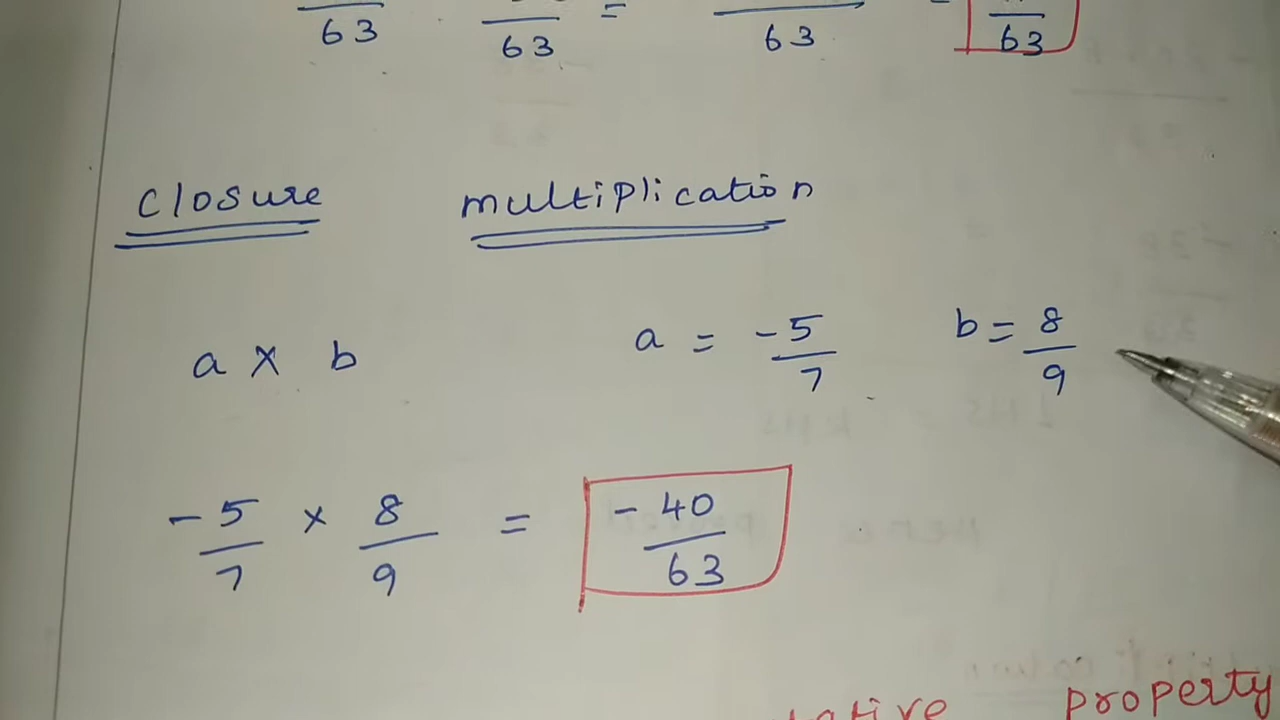 63 63 = 63 63
closure multiplication
a × b a = -5/7 b = 8/9
-5/7 × 8/9 = -40/63
property